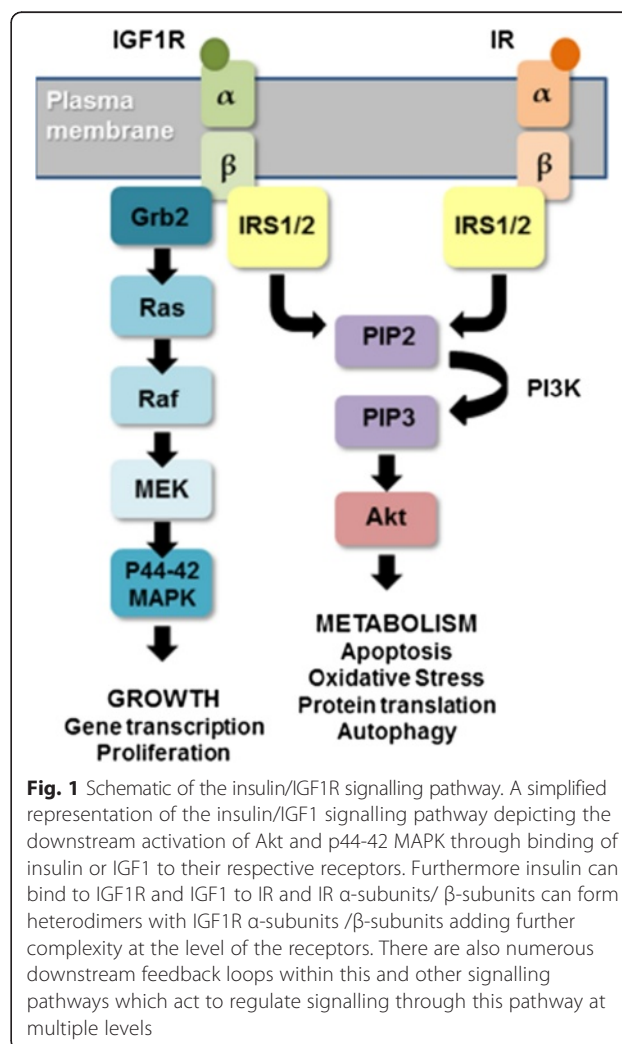 IGF1R IR
α α
Plasma
membrane
β β
Grb2 IRS1/2 IRS1/2
Ras
PIP2
Raf PI3K
PIP3
MEK
Akt
P44-42
MAPK
METABOLISM
Apoptosis
Oxidative Stress
Protein translation
Autophagy
GROWTH
Gene transcription
Proliferation
Fig. 1 Schematic of the insulin/IGF1R signalling pathway. A simplified
representation of the insulin/IGF1 signalling pathway depicting the
downstream activation of Akt and p44-42 MAPK through binding of
insulin or IGF1 to their respective receptors. Furthermore insulin can
bind to IGF1R and IGF1 to IR and IR α-subunits/ β-subunits can form
heterodimers with IGF1R α-subunits /β-subunits adding further
complexity at the level of the receptors. There are also numerous
downstream feedback loops within this and other signalling
pathways which act to regulate signalling through this pathway at
multiple levels